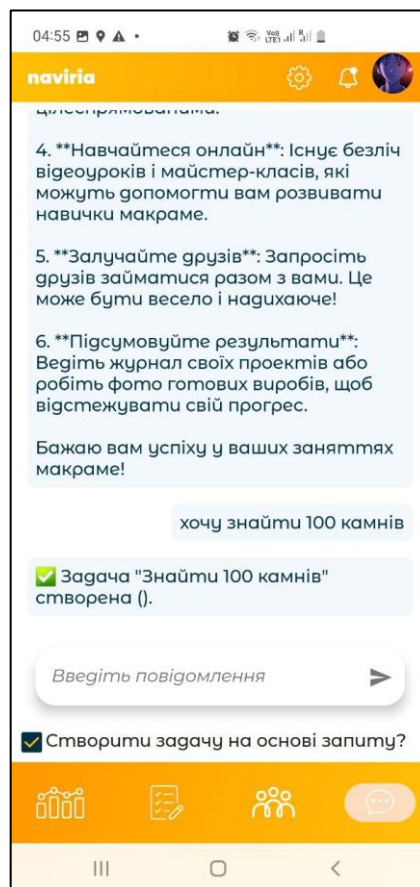 04:55
naviria
цілеспрямованими.
4. **Навчайтеся онлайн**: Існує безліч
відеоуроків і майстер-класів, які
можуть допомогти вам розвивати
навички макраме.
5. **Залучайте друзів**: Запросіть
друзів займатися разом з вами. Це
може бути весело і надихаюче!
6. **Підсумовуйте результати**:
Ведіть журнал своїх проектів або
робіть фото готових виробів, щоб
відстежувати свій прогрес.
Бажаю вам успіху у ваших заняттях
макраме!
хочу знайти 100 камнів
Задача "Знайти 100 камнів"
створена ().
Введіть повідомлення
Створити задачу на основі запиту?